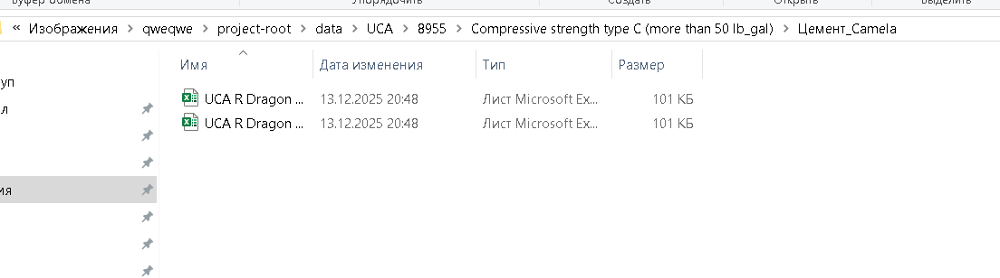 Буфер обмена Упорядочить Создать Открыть Выделить
« Изображения > qweqwe > project-root > data > UCA > 8955 > Compressive strength type C (more than 50 lb_gal) > Цемент_Camela
Имя Дата изменения Тип Размер
уп
л
ия
UCA R Dragon ... 13.12.2025 20:48 Лист Microsoft Ex... 101 КБ
UCA R Dragon ... 13.12.2025 20:48 Лист Microsoft Ex... 101 КБ